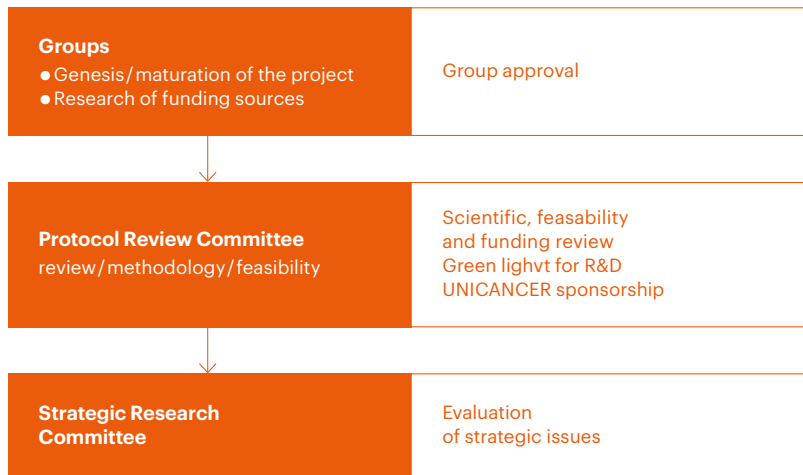 Groups
● Genesis/maturation of the project
● Research of funding sources
Group approval
Protocol Review Committee
review/methodology/feasibility
Scientific, feasability
and funding review
Green lighvt for R&D
UNICANCER sponsorship
Strategic Research
Committee
Evaluation
of strategic issues